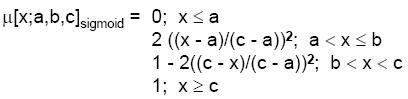 μ[x;a,b,c]sigmoid = 0; x ≤ a
2 ((x - a)/(c - a))²; a < x ≤ b
1 - 2((c - x)/(c - a))²; b < x < c
1; x ≥ c